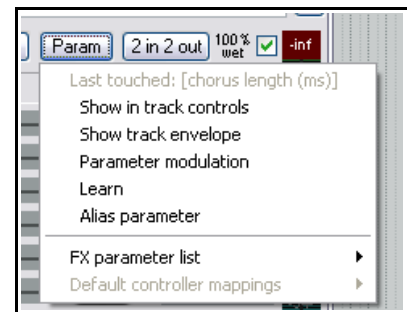 Param 2 in 2 out 100% wet -inf
Last touched: [chorus length (ms)]
Show in track controls
Show track envelope
Parameter modulation
Learn
Alias parameter
FX parameter list
Default controller mappings